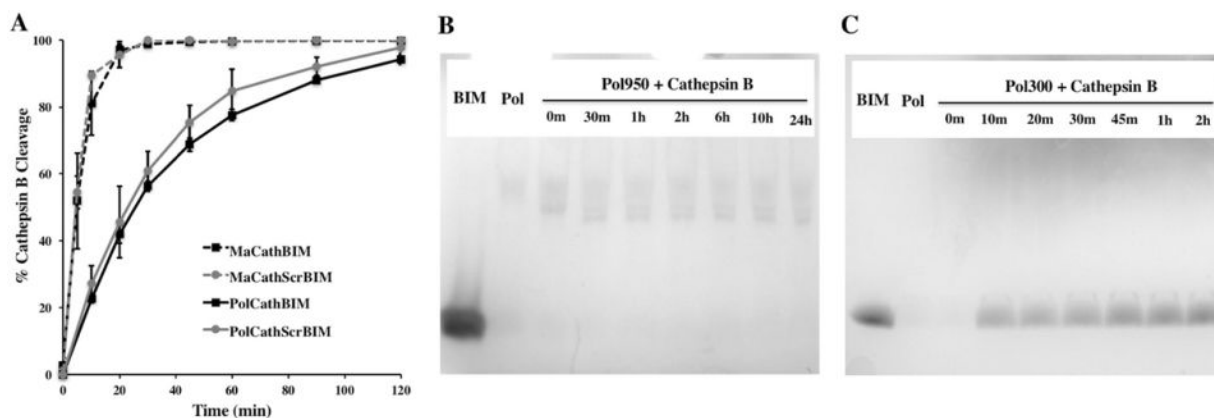 A
% Cathepsin B Cleavage
100
80
60
40
20
0
0 20 40 60 80 100 120
Time (min)
MaCathBIM
MaCathScrBIM
PolCathBIM
PolCathScrBIM
B
BIM Pol Pol950 + Cathepsin B
0m 30m 1h 2h 6h 10h 24h
C
BIM Pol Pol300 + Cathepsin B
0m 10m 20m 30m 45m 1h 2h